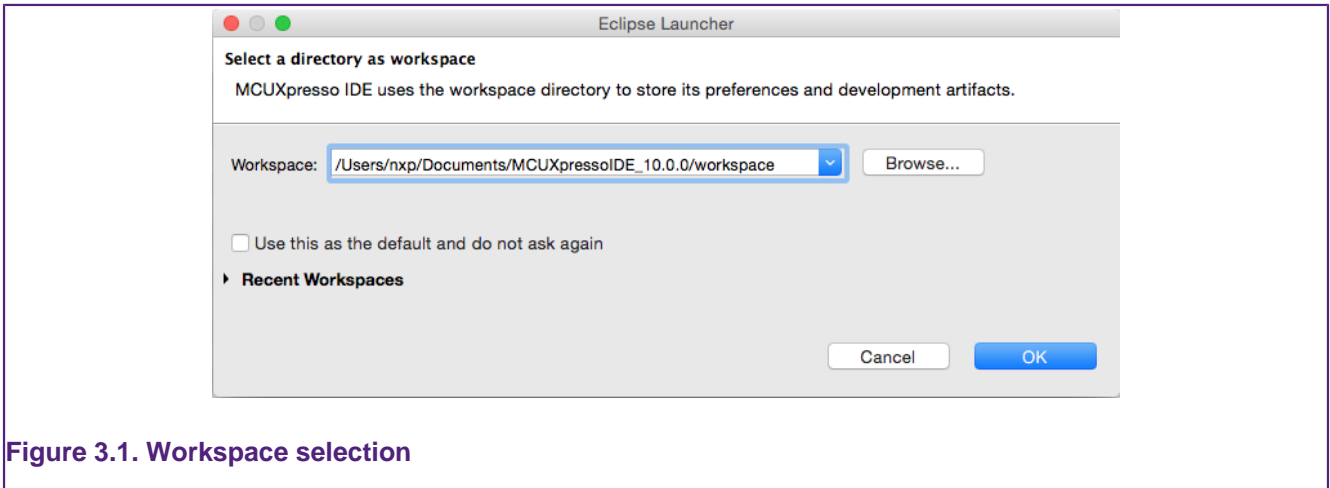 Eclipse Launcher
Select a directory as workspace
MCUXpresso IDE uses the workspace directory to store its preferences and development artifacts.
Workspace: /Users/nxp/Documents/MCUXpressoIDE_10.0.0/workspace Browse...
Use this as the default and do not ask again
Recent Workspaces
Cancel OK
Figure 3.1. Workspace selection